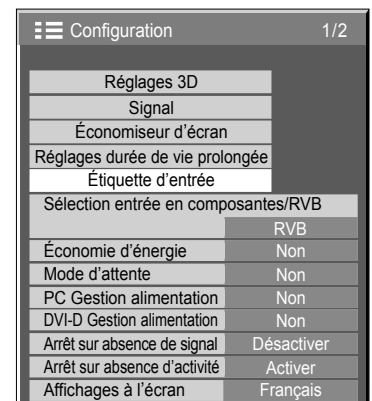 Configuration 1/2
Réglages 3D
Signal
Économiseur d'écran
Réglages durée de vie prolongée
Étiquette d'entrée
Sélection entrée en composantes/RVB
RVB
Économie d'énergie Non
Mode d'attente Non
PC Gestion alimentation Non
DVI-D Gestion alimentation Non
Arrêt sur absence de signal Désactiver
Arrêt sur absence d'activité Activer
Affichages à l'écran Français